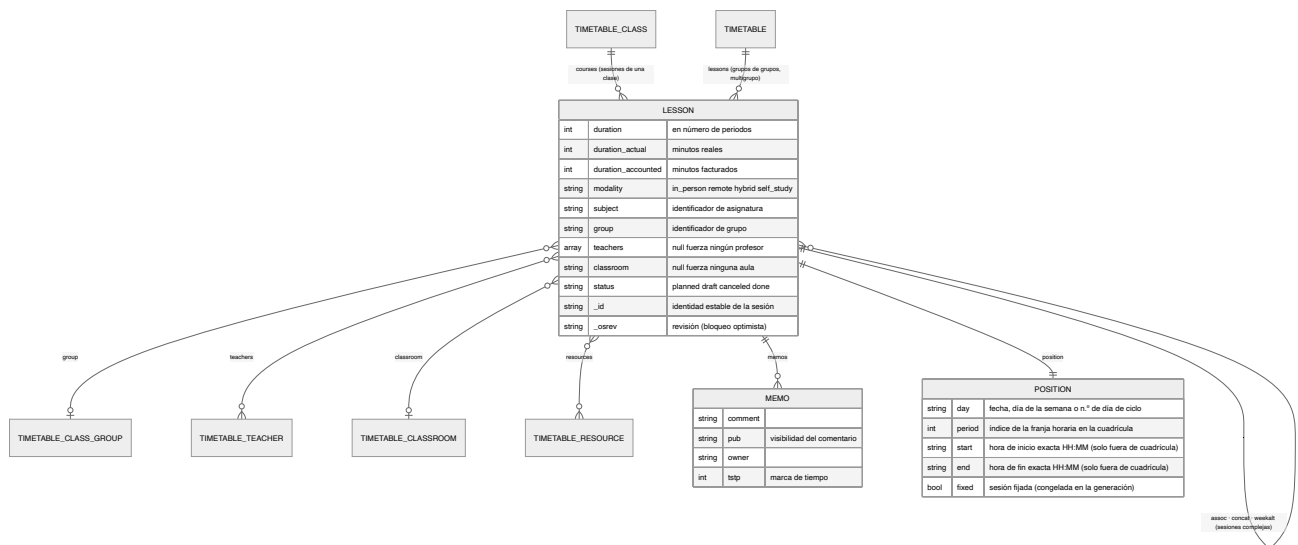 TIMETABLE_CLASS
TIMETABLE
courses (sesiones de una
clase)
lessons (grupos de grupos,
multigrupo)
LESSON
int duration en número de periodos
int duration_actual minutos reales
int duration_accounted minutos facturados
string modality in_person remote hybrid self_study
string subject identificador de asignatura
string group identificador de grupo
array teachers null fuerza ningún profesor
string classroom null fuerza ninguna aula
string status planned draft canceled done
string _id identidad estable de la sesión
string _osrev revisión (bloqueo optimista)
group
teachers
classroom
resources
memos
position
TIMETABLE_CLASS_GROUP
TIMETABLE_TEACHER
TIMETABLE_CLASSROOM
TIMETABLE_RESOURCE
MEMO
string comment
string pub visibilidad del comentario
string owner
int tstp marca de tiempo
POSITION
string day fecha, día de la semana o n.º de día de ciclo
int period índice de la franja horaria en la cuadrícula
string start hora de inicio exacta HH:MM (solo fuera de cuadrícula)
string end hora de fin exacta HH:MM (solo fuera de cuadrícula)
bool fixed sesión fijada (congelada en la generación)
assoc · concat · weekalt
(sesiones complejas)